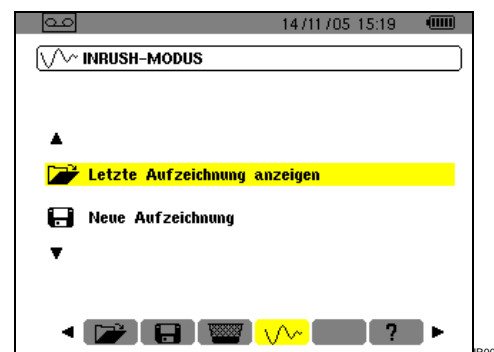 14/11/05 15:19
INRUSH-MODUS
Letzte Aufzeichnung anzeigen
Neue Aufzeichnung
?